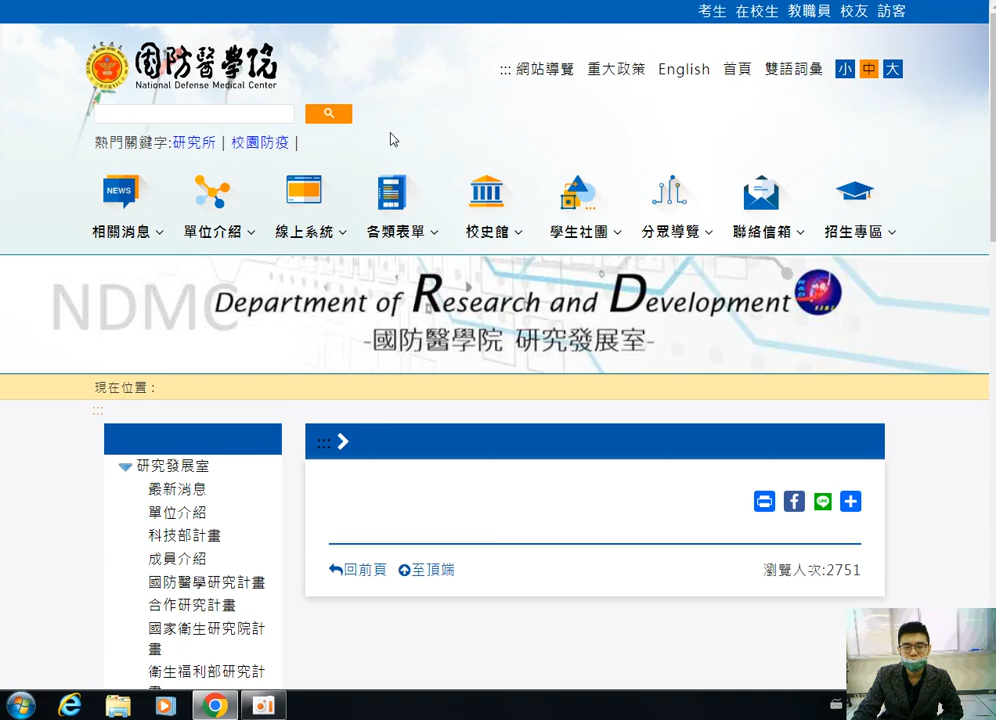 考生 在校生 教職員 校友 訪客
國防醫學院
National Defense Medical Center
::: 網站導覽 重大政策 English 首頁 雙語詞彙 小 中 大
熱門關鍵字:研究所 | 校園防疫 |
NEWS
相關消息 單位介紹 線上系統 各類表單 校史館 學生社團 分眾導覽 聯絡信箱 招生專區
NDMC
Department of Research and Development
-國防醫學院 研究發展室-
現在位置：
:::
:::
研究發展室
最新消息
單位介紹
科技部計畫
成員介紹
國防醫學研究計畫
合作研究計畫
國家衛生研究院計
畫
衛生福利部研究計
回前頁 至頂端 瀏覽人次:2751